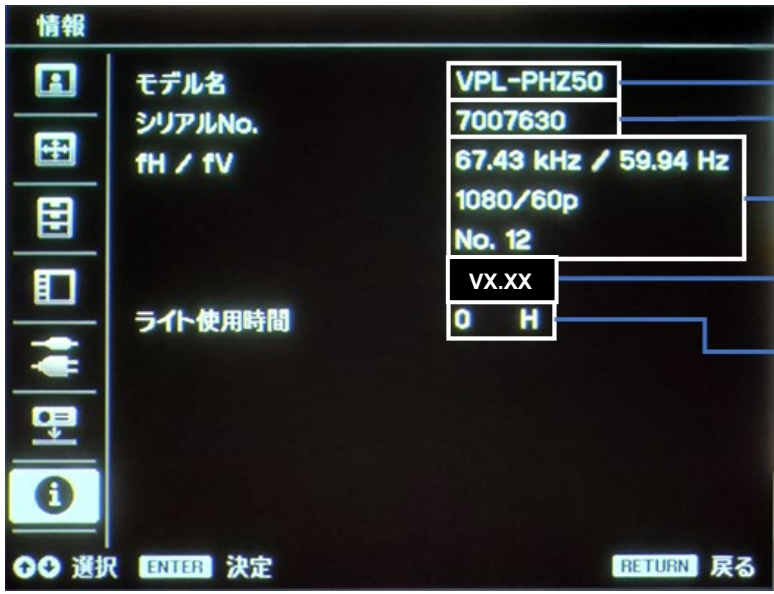 情報
モデル名 VPL-PHZ50
シリアルNo. 7007630
fH / fV 67.43 kHz / 59.94 Hz
1080/60p
No. 12
VX.XX
ライト使用時間 0 H
選択 ENTER 決定 RETURN 戻る